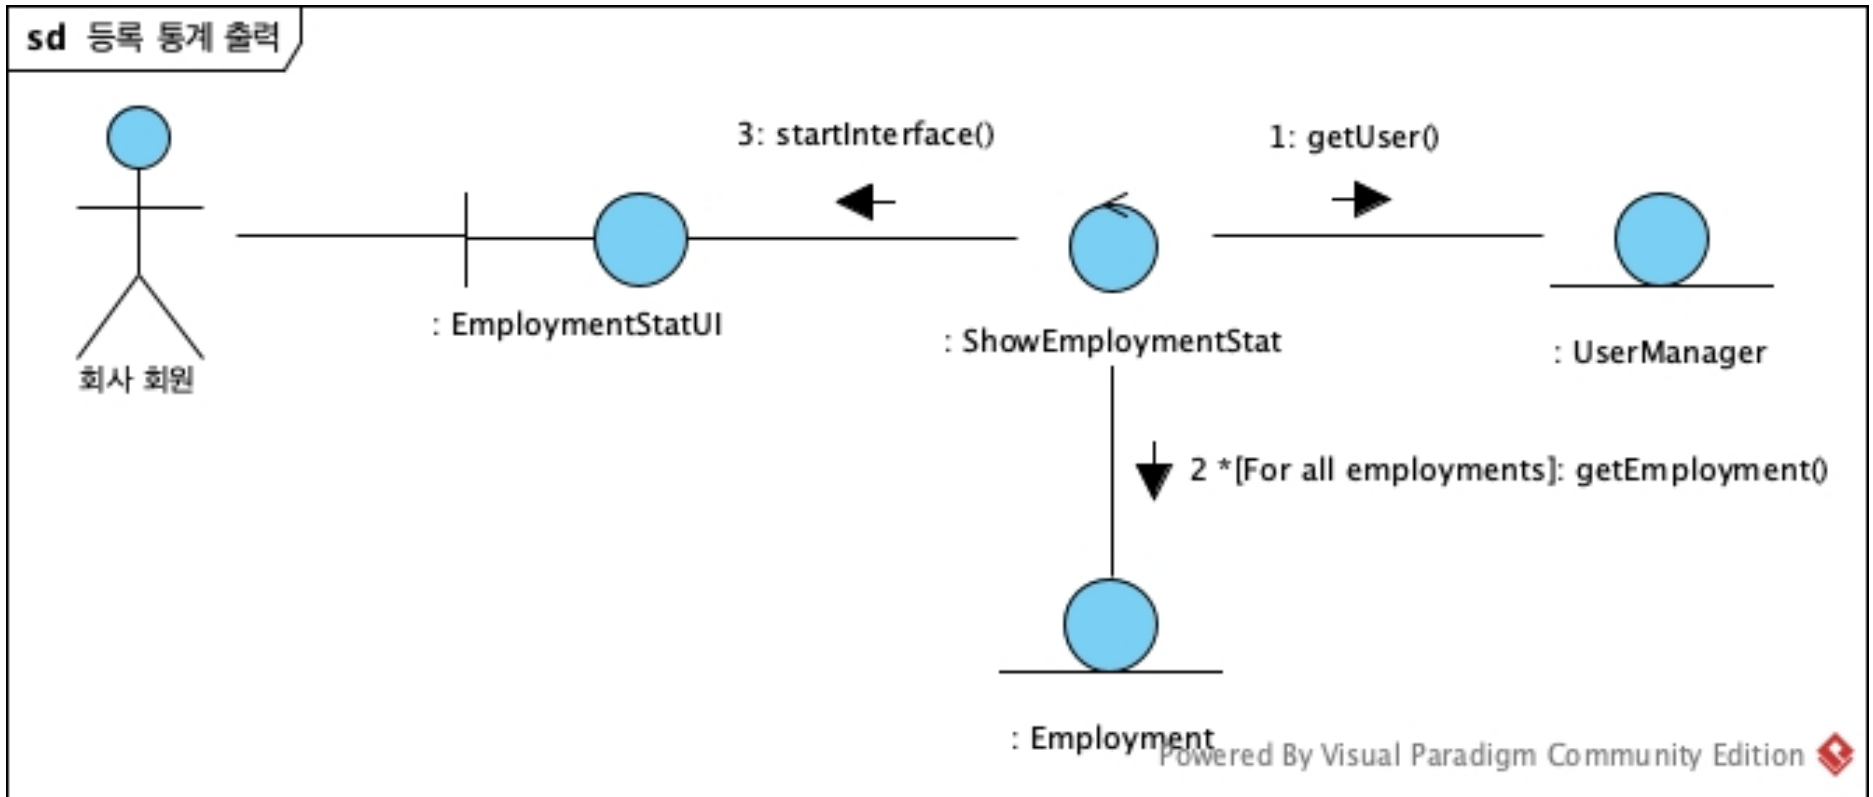 sd 등록 통계 출력
3: startInterface()
1: getUser()
: EmploymentStatUI
: ShowEmploymentStat
: UserManager
회사 회원
2 *[For all employments]: getEmployment()
: Employment
Powered By Visual Paradigm Community Edition